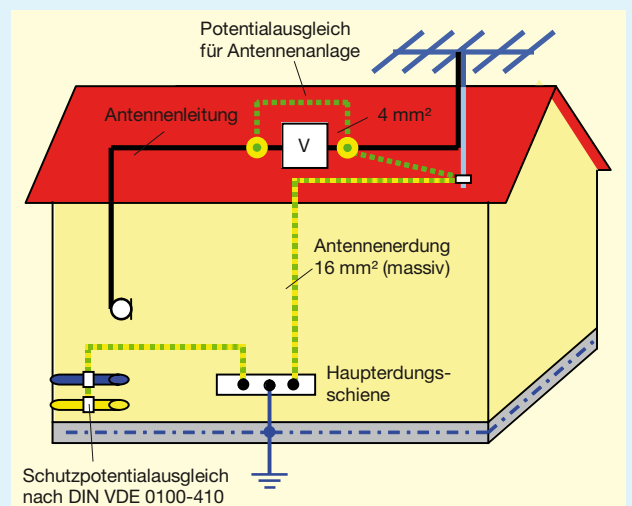 Potentialausgleich
für Antennenanlage
Antennenleitung
4 mm²
V
Antennenerdung
16 mm² (massiv)
Haupterdungs-
schiene
Schutzpotentialausgleich
nach DIN VDE 0100-410